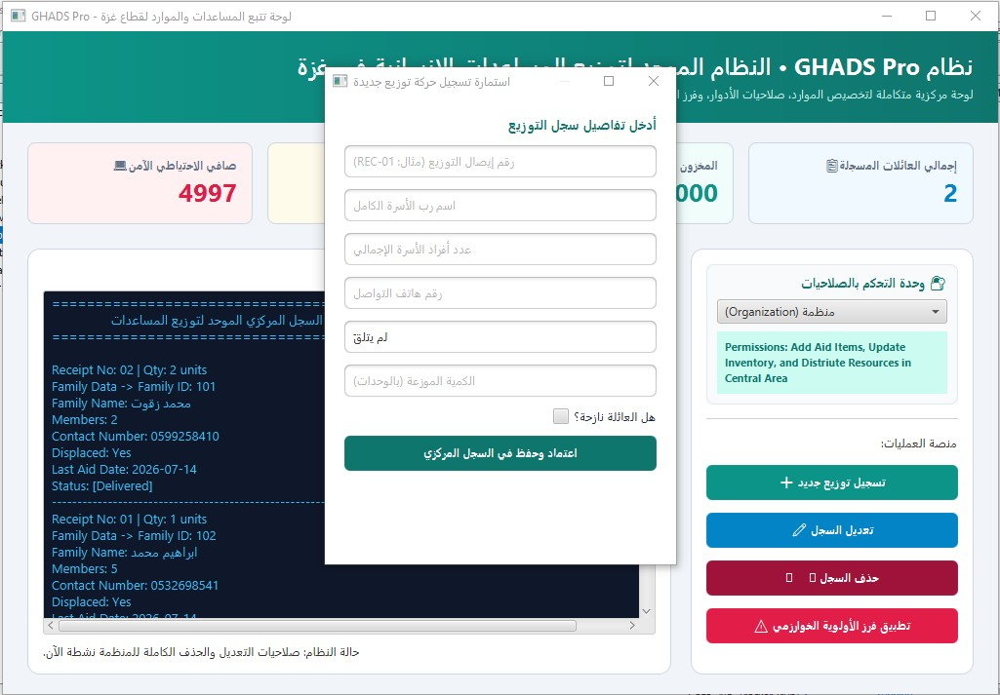 GHADS Pro - لوحة تتبع المساعدات والموارد لقطاع غزة
نظام GHADS Pro • النظام الموحد لتوزيع المساعدات الإنسانية في غزة
لوحة مركزية متكاملة لتخصيص الموارد، صلاحيات الأدوار، وفرز
إجمالي العائلات المسجلة
2
المخزون
000
صافي الاحتياطي الآمن
4997
استمارة تسجيل حركة توزيع جديدة
أدخل تفاصيل سجل التوزيع
رقم إيصال التوزيع (مثال: REC-01)
اسم رب الأسرة الكامل
عدد أفراد الأسرة الإجمالي
رقم هاتف التواصل
لم يتلقَ
الكمية الموزعة (بالوحدات)
هل العائلة نازحة؟
اعتماد وحفظ في السجل المركزي
وحدة التحكم بالصلاحيات
منظمة (Organization)
Permissions: Add Aid Items, Update
Inventory, and Distriute Resources in
Central Area
منصة العمليات:
تسجيل توزيع جديد
تعديل السجل
حذف السجل
تطبيق فرز الأولوية الخوارزمي
=================================
السجل المركزي الموحد لتوزيع المساعدات
=================================
Receipt No: 02 | Qty: 2 units
Family Data -> Family ID: 101
Family Name: محمد زقوت
Members: 2
Contact Number: 0599258410
Displaced: Yes
Last Aid Date: 2026-07-14
Status: [Delivered]
--------------------------------------------------
Receipt No: 01 | Qty: 1 units
Family Data -> Family ID: 102
Family Name: ابراهيم محمد
Members: 5
Contact Number: 0532698541
Displaced: Yes
Last Aid Date: 2026-07-14
حالة النظام: صلاحيات التعديل والحذف الكاملة للمنظمة نشطة الآن.